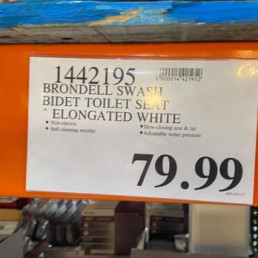 1442195
BRONDELL SWASH
BIDET TOILET SEAT
^ ELONGATED WHITE
• Non-electric
• Self-cleaning nozzles
• Slow-closing seat & lid
• Adjustable water pressure
79.99